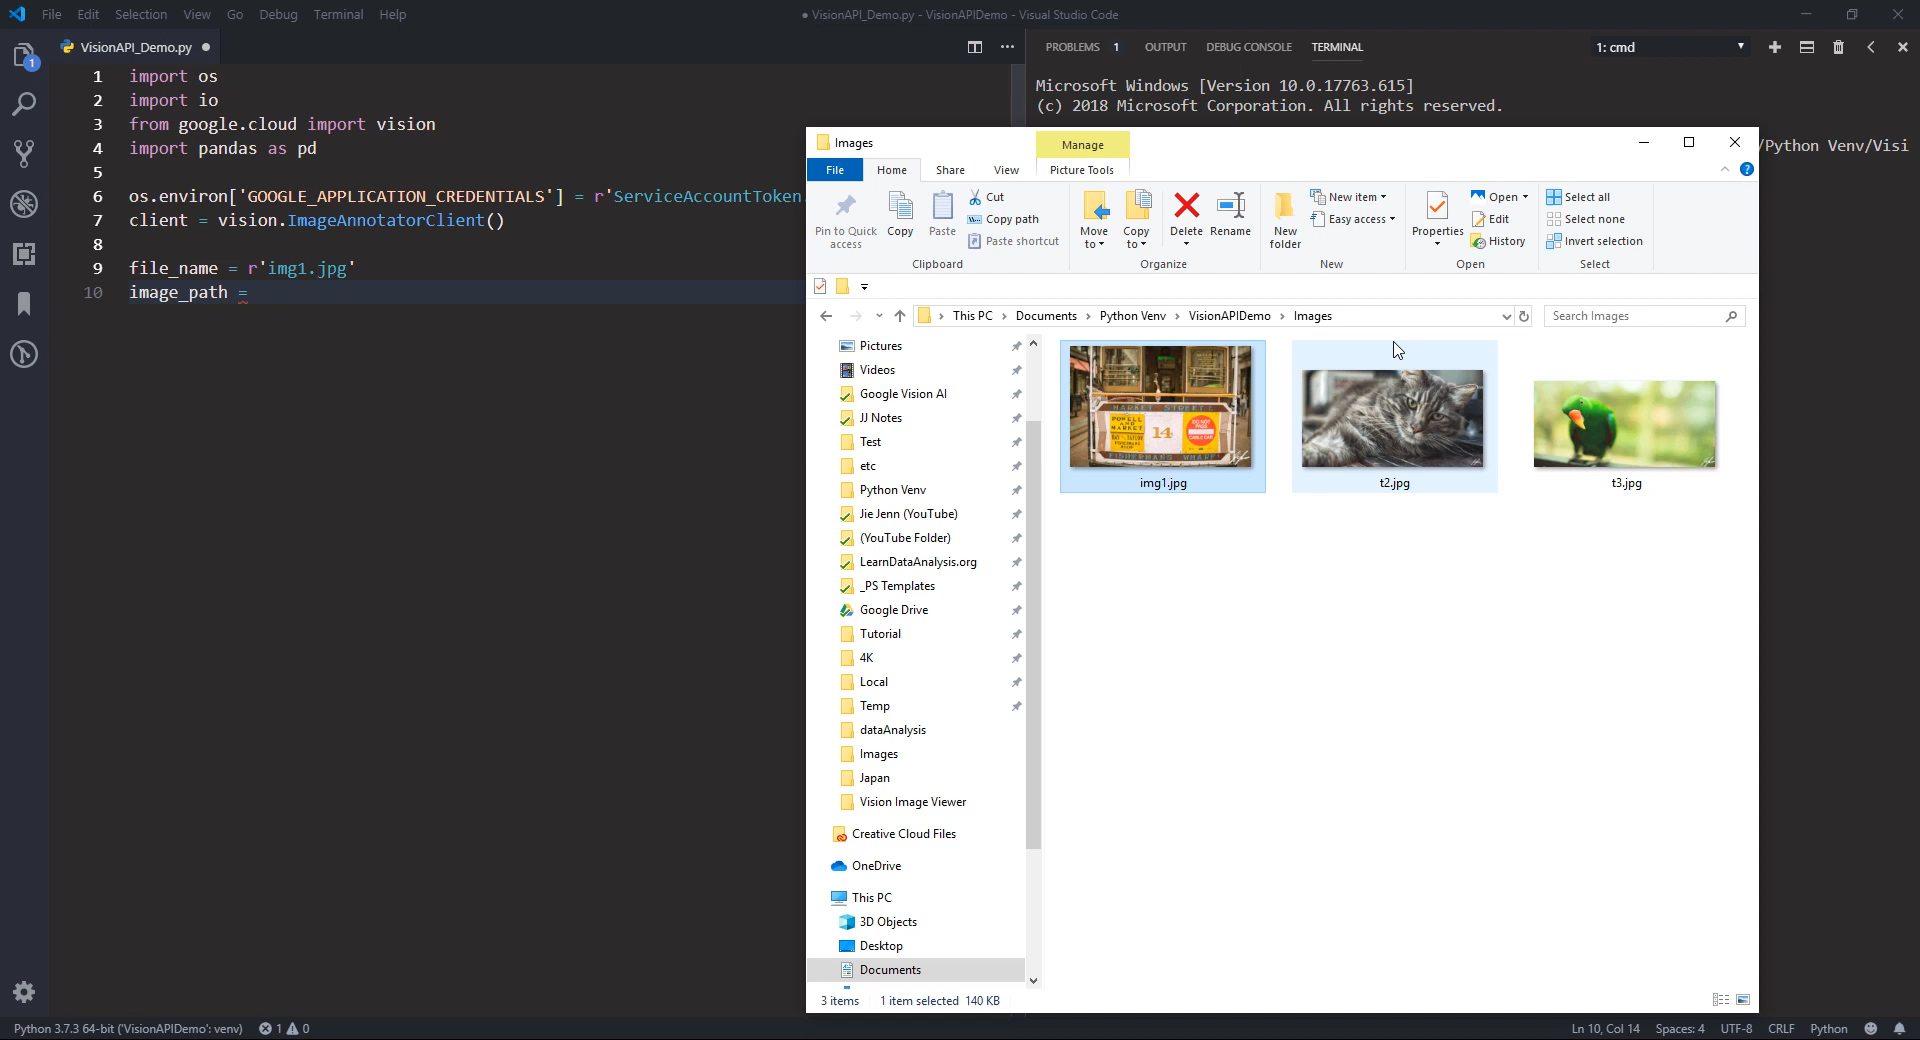 File Edit Selection View Go Debug Terminal Help
● VisionAPI_Demo.py - VisionAPIDemo - Visual Studio Code
VisionAPI_Demo.py ●
1 import os
2 import io
3 from google.cloud import vision
4 import pandas as pd
5
6 os.environ['GOOGLE_APPLICATION_CREDENTIALS'] = r'ServiceAccountToken.
7 client = vision.ImageAnnotatorClient()
8
9 file_name = r'img1.jpg'
10 image_path =
PROBLEMS 1 OUTPUT DEBUG CONSOLE TERMINAL 1: cmd
Microsoft Windows [Version 10.0.17763.615]
(c) 2018 Microsoft Corporation. All rights reserved.
/Python Venv/Visi
Images
Manage
File Home Share View Picture Tools
Pin to Quick access
Copy
Paste
Cut
Copy path
Paste shortcut
Clipboard
Move to
Copy to
Delete
Rename
Organize
New folder
New item
Easy access
New
Properties
Open
Edit
History
Open
Select all
Select none
Invert selection
Select
This PC › Documents › Python Venv › VisionAPIDemo › Images
Search Images
Pictures
Videos
Google Vision AI
JJ Notes
Test
etc
Python Venv
Jie Jenn (YouTube)
(YouTube Folder)
LearnDataAnalysis.org
_PS Templates
Google Drive
Tutorial
4K
Local
Temp
dataAnalysis
Images
Japan
Vision Image Viewer
Creative Cloud Files
OneDrive
This PC
3D Objects
Desktop
Documents
MARKET STREETS
POWELL AND MARKET
14
FISHERMANS WHARF
CABLE CAR
img1.jpg
t2.jpg
t3.jpg
3 items 1 item selected 140 KB
Python 3.7.3 64-bit ('VisionAPIDemo': venv) 1 0
Ln 10, Col 14 Spaces: 4 UTF-8 CRLF Python